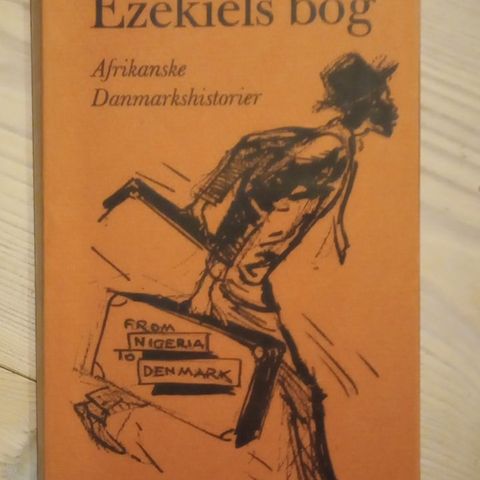 Ezekiels bog
Afrikanske
Danmarkshistorier
FROM
NIGERIA
TO
DENMARK